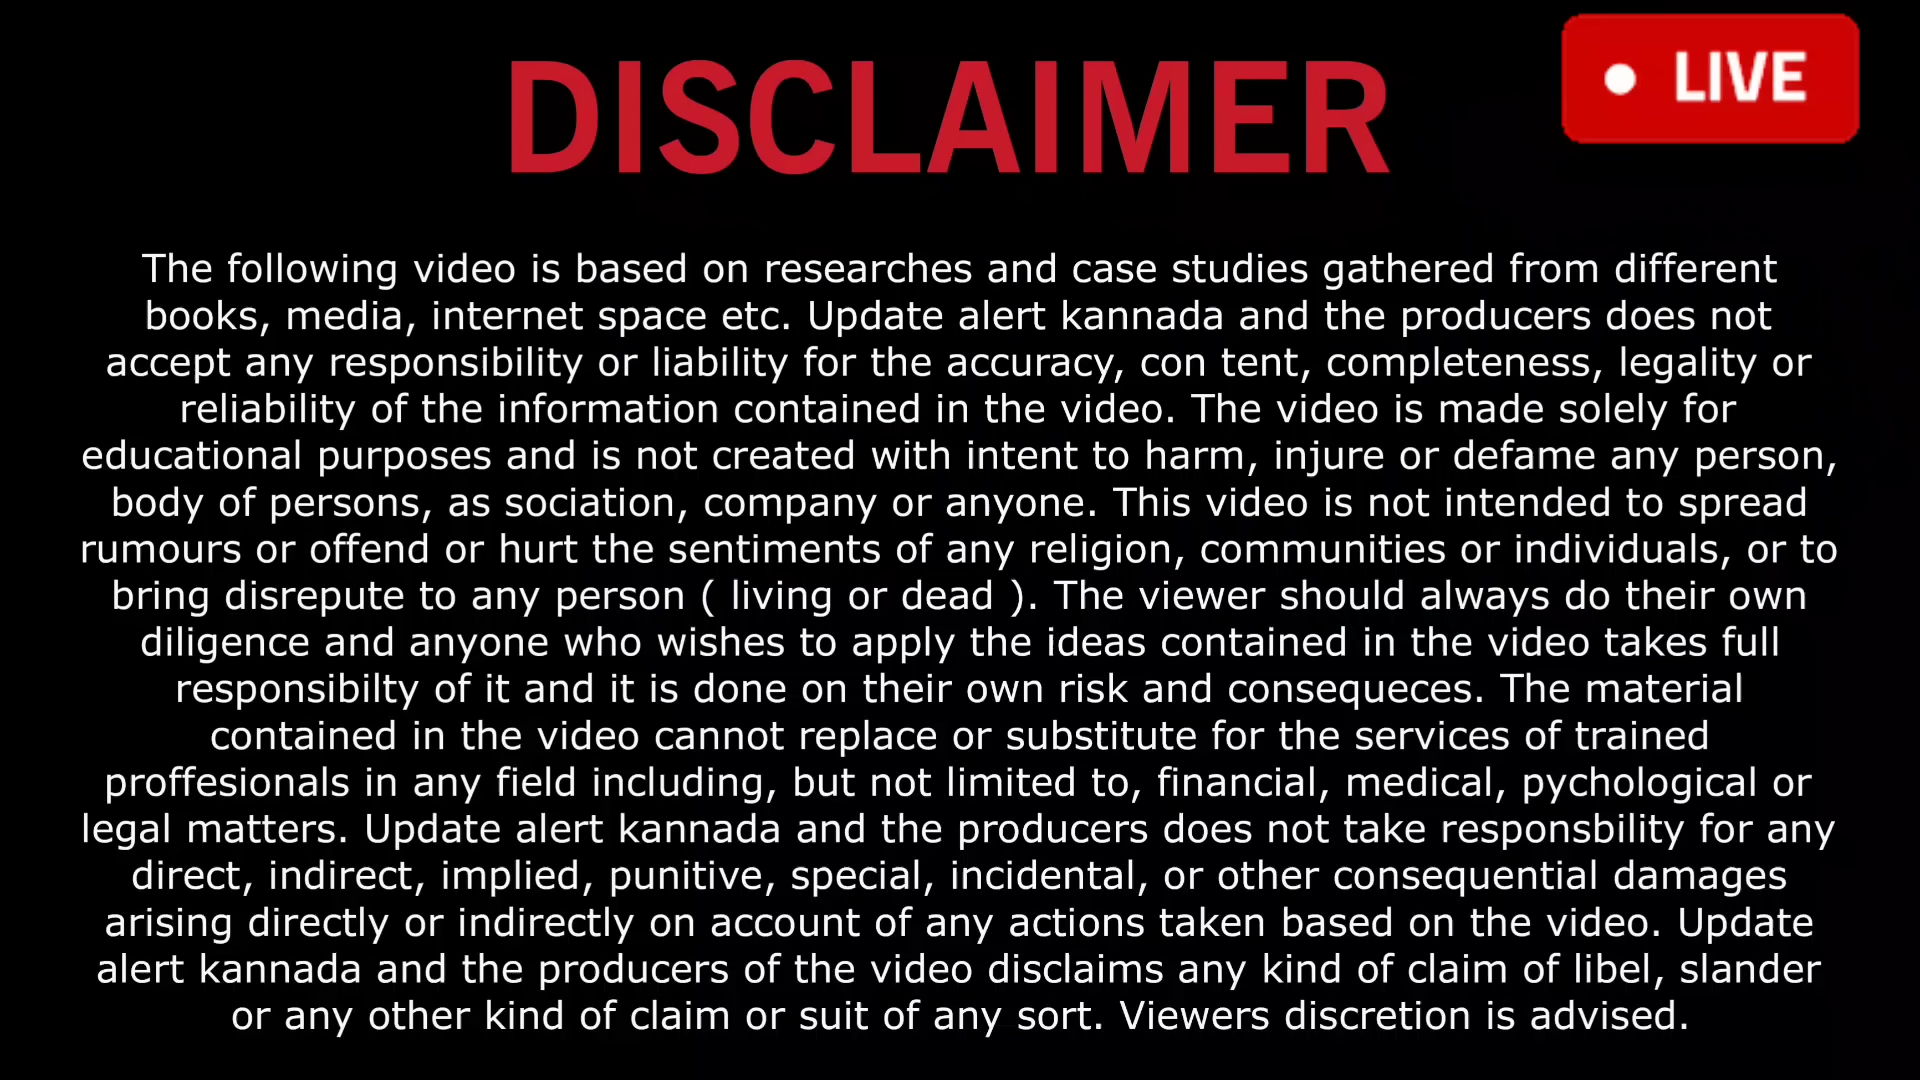 DISCLAIMER
LIVE
The following video is based on researches and case studies gathered from different
books, media, internet space etc. Update alert kannada and the producers does not
accept any responsibility or liability for the accuracy, con tent, completeness, legality or
reliability of the information contained in the video. The video is made solely for
educational purposes and is not created with intent to harm, injure or defame any person,
body of persons, as sociation, company or anyone. This video is not intended to spread
rumours or offend or hurt the sentiments of any religion, communities or individuals, or to
bring disrepute to any person ( living or dead ). The viewer should always do their own
diligence and anyone who wishes to apply the ideas contained in the video takes full
responsibilty of it and it is done on their own risk and consequeces. The material
contained in the video cannot replace or substitute for the services of trained
proffesionals in any field including, but not limited to, financial, medical, pychological or
legal matters. Update alert kannada and the producers does not take responsbility for any
direct, indirect, implied, punitive, special, incidental, or other consequential damages
arising directly or indirectly on account of any actions taken based on the video. Update
alert kannada and the producers of the video disclaims any kind of claim of libel, slander
or any other kind of claim or suit of any sort. Viewers discretion is advised.